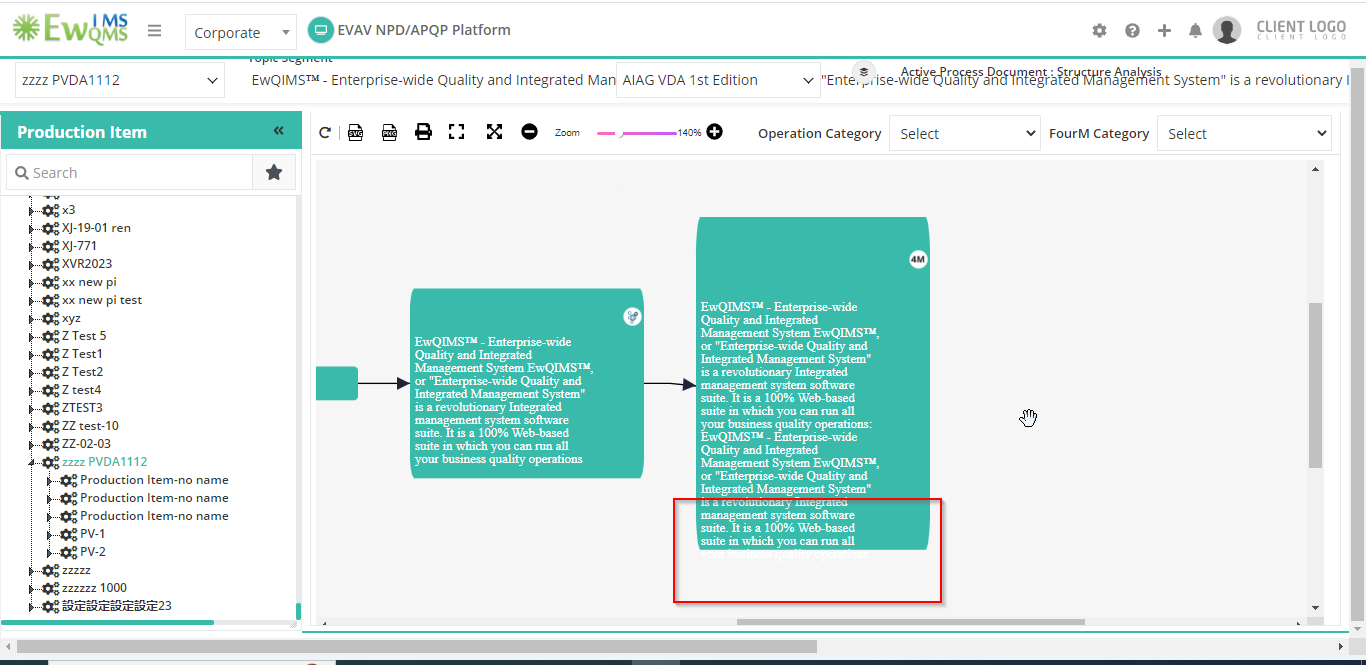 EwQMS
IMS
Corporate
EVAV NPD/APQP Platform
CLIENT LOGO
CLIENT LOGO
Topic Segment
zzzz PVDA1112
EwQIMS™ - Enterprise-wide Quality and Integrated Man
AIAG VDA 1st Edition
"Enterprise-wide Quality and Integrated Management System" is a revolutionary I
Active Process Document : Structure Analysis
Production Item
«
Search
x3
XJ-19-01 ren
XJ-771
XVR2023
xx new pi
xx new pi test
xyz
Z Test 5
Z Test1
Z Test2
Z test4
ZTEST3
ZZ test-10
ZZ-02-03
zzzz PVDA1112
Production Item-no name
Production Item-no name
Production Item-no name
PV-1
PV-2
zzzzz
zzzzzz 1000
設定設定設定設定23
SVG
PNG
Zoom
140%
Operation Category
Select
FourM Category
Select
EwQIMS™ - Enterprise-wide
Quality and Integrated
Management System EwQIMS™,
or "Enterprise-wide Quality and
Integrated Management System"
is a revolutionary Integrated
management system software
suite. It is a 100% Web-based
suite in which you can run all
your business quality operations
4M
EwQIMS™ - Enterprise-wide
Quality and Integrated
Management System EwQIMS™,
or "Enterprise-wide Quality and
Integrated Management System"
is a revolutionary Integrated
management system software
suite. It is a 100% Web-based
suite in which you can run all
your business quality operations:
EwQIMS™ - Enterprise-wide
Quality and Integrated
Management System EwQIMS™,
or "Enterprise-wide Quality and
Integrated Management System"
is a revolutionary Integrated
management system software
suite. It is a 100% Web-based
suite in which you can run all
your business quality operations